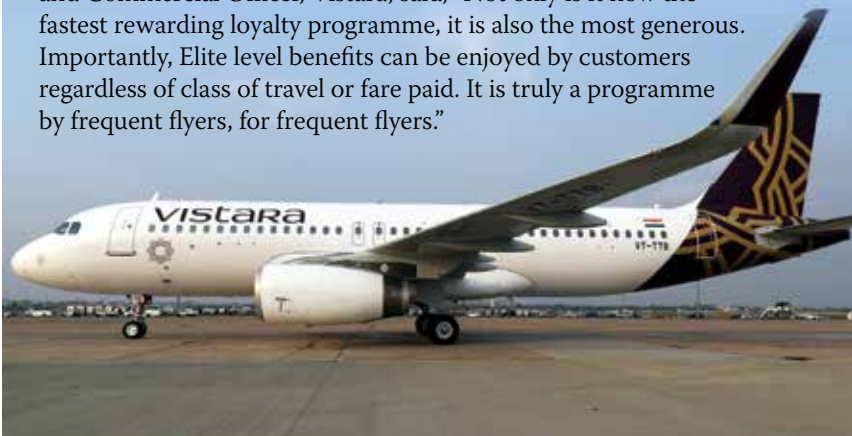 and Commercial Officer, Vistara, said, “Not only is it now the
fastest rewarding loyalty programme, it is also the most generous.
Importantly, Elite level benefits can be enjoyed by customers
regardless of class of travel or fare paid. It is truly a programme
by frequent flyers, for frequent flyers.”
vistara